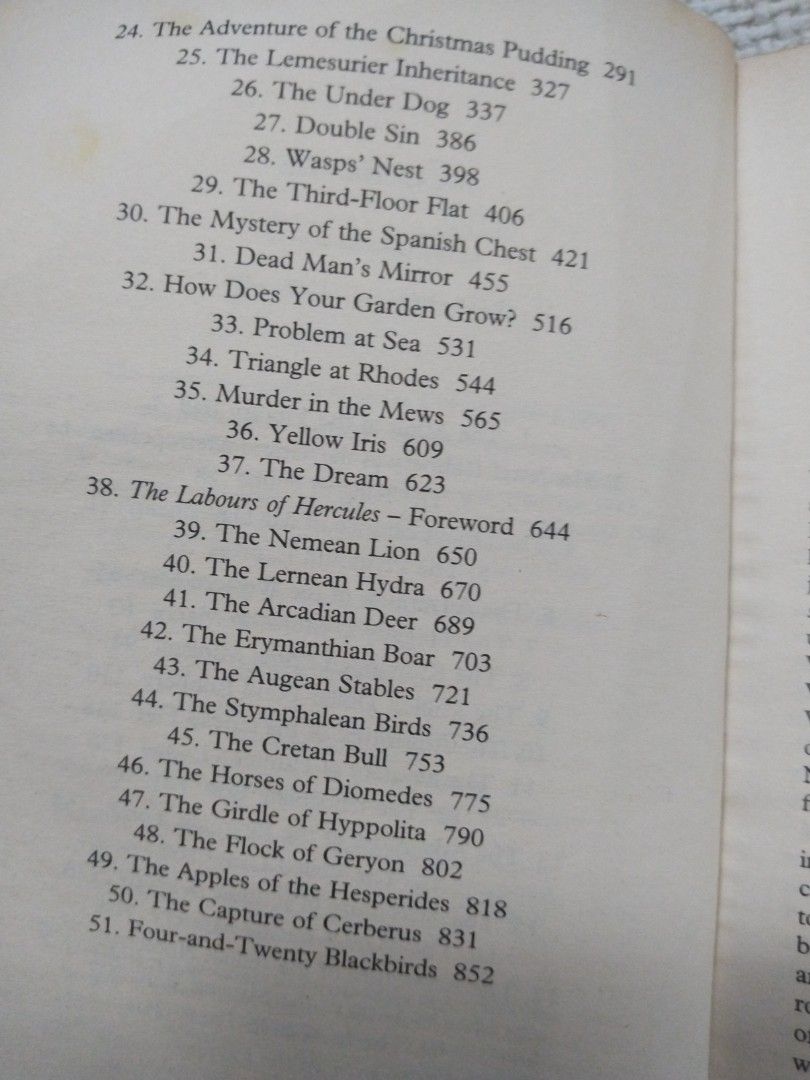 24. The Adventure of the Christmas Pudding 291
25. The Lemesurier Inheritance 327
26. The Under Dog 337
27. Double Sin 386
28. Wasps' Nest 398
29. The Third-Floor Flat 406
30. The Mystery of the Spanish Chest 421
31. Dead Man's Mirror 455
32. How Does Your Garden Grow? 516
33. Problem at Sea 531
34. Triangle at Rhodes 544
35. Murder in the Mews 565
36. Yellow Iris 609
37. The Dream 623
38. The Labours of Hercules – Foreword 644
39. The Nemean Lion 650
40. The Lernean Hydra 670
41. The Arcadian Deer 689
42. The Erymanthian Boar 703
43. The Augean Stables 721
44. The Stymphalean Birds 736
45. The Cretan Bull 753
46. The Horses of Diomedes 775
47. The Girdle of Hyppolita 790
48. The Flock of Geryon 802
49. The Apples of the Hesperides 818
50. The Capture of Cerberus 831
51. Four-and-Twenty Blackbirds 852